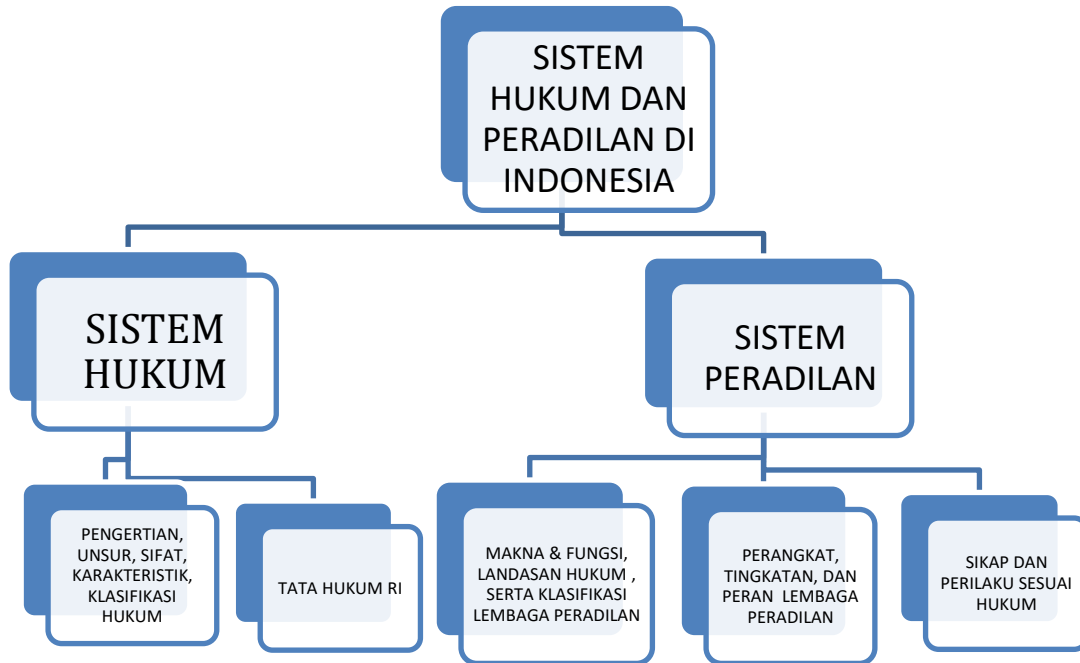 SISTEM
HUKUM DAN
PERADILAN DI
INDONESIA
SISTEM
HUKUM
SISTEM
PERADILAN
PENGERTIAN,
UNSUR, SIFAT,
KARAKTERISTIK,
KLASIFIKASI
HUKUM
TATA HUKUM RI
MAKNA & FUNGSI,
LANDASAN HUKUM ,
SERTA KLASIFIKASI
LEMBAGA PERADILAN
PERANGKAT,
TINGKATAN, DAN
PERAN LEMBAGA
PERADILAN
SIKAP DAN
PERILAKU SESUAI
HUKUM